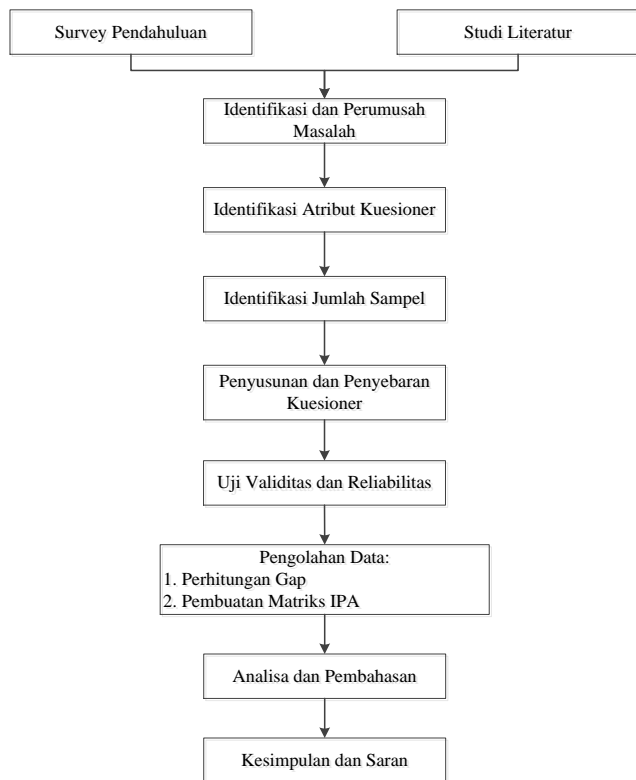 Survey Pendahuluan
Studi Literatur
Identifikasi dan Perumusah
Masalah
Identifikasi Atribut Kuesioner
Identifikasi Jumlah Sampel
Penyusunan dan Penyebaran
Kuesioner
Uji Validitas dan Reliabilitas
Pengolahan Data:
1. Perhitungan Gap
2. Pembuatan Matriks IPA
Analisa dan Pembahasan
Kesimpulan dan Saran